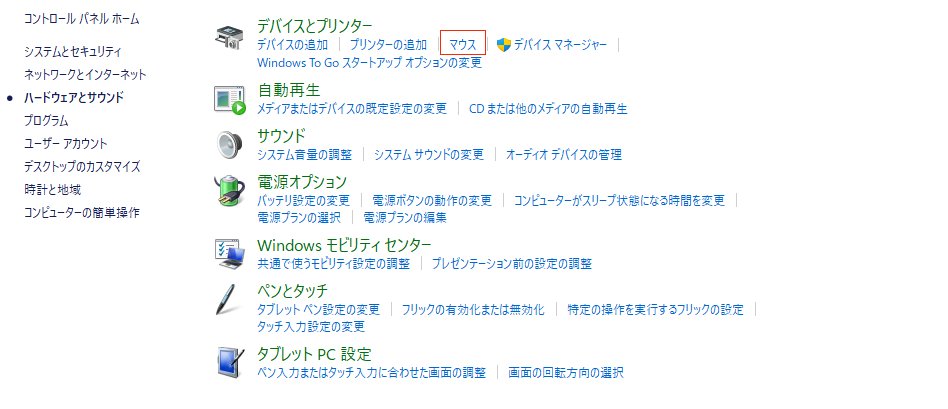 コントロール パネル ホーム
システムとセキュリティ
ネットワークとインターネット
ハードウェアとサウンド
プログラム
ユーザー アカウント
デスクトップのカスタマイズ
時計と地域
コンピューターの簡単操作
デバイスとプリンター
デバイスの追加 プリンターの追加 マウス デバイス マネージャー
Windows To Go スタートアップ オプションの変更
自動再生
メディアまたはデバイスの既定設定の変更 CD または他のメディアの自動再生
サウンド
システム音量の調整 システム サウンドの変更 オーディオ デバイスの管理
電源オプション
バッテリ設定の変更 電源ボタンの動作の変更 コンピューターがスリープ状態になる時間を変更
電源プランの選択 電源プランの編集
Windows モビリティ センター
共通で使うモビリティ設定の調整 プレゼンテーション前の設定の調整
ペンとタッチ
タブレット ペン設定の変更 フリックの有効化または無効化 特定の操作を実行するフリックの設定
タッチ入力設定の変更
タブレット PC 設定
ペン入力またはタッチ入力に合わせた画面の調整 画面の回転方向の選択